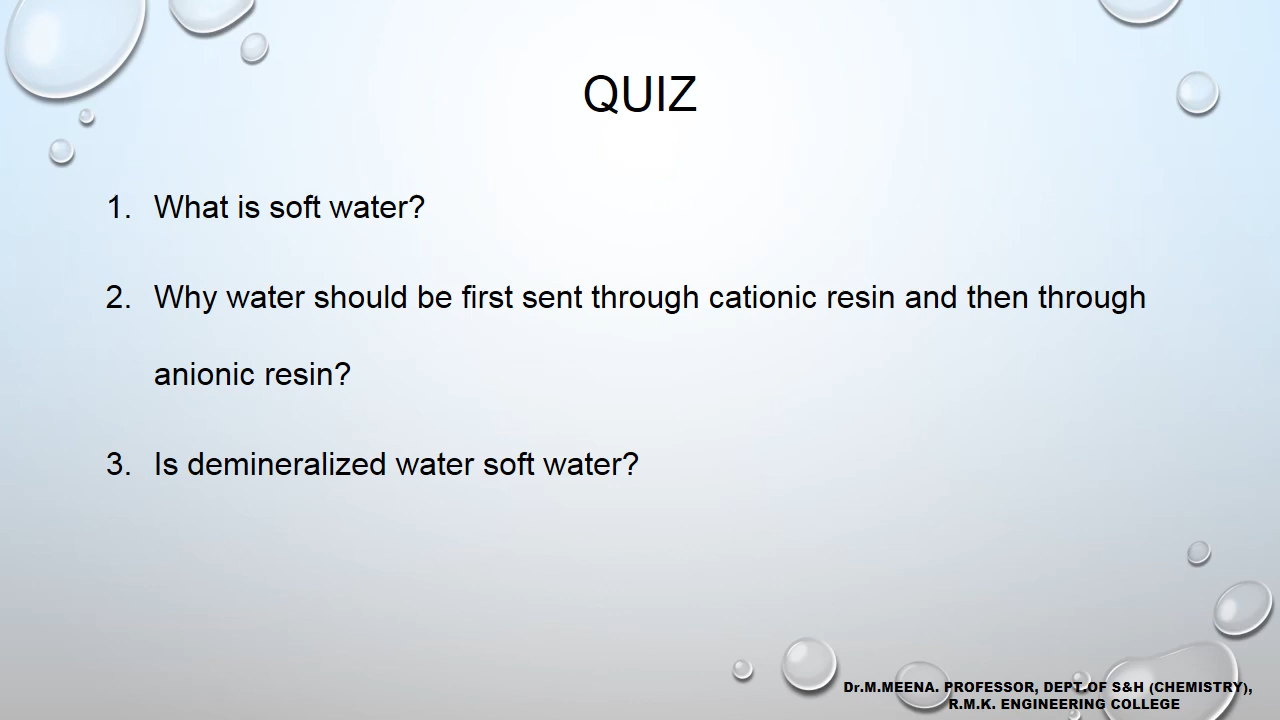 QUIZ
1. What is soft water?
2. Why water should be first sent through cationic resin and then through
anionic resin?
3. Is demineralized water soft water?
Dr.M.MEENA. PROFESSOR, DEPT.OF S&H (CHEMISTRY),
R.M.K. ENGINEERING COLLEGE